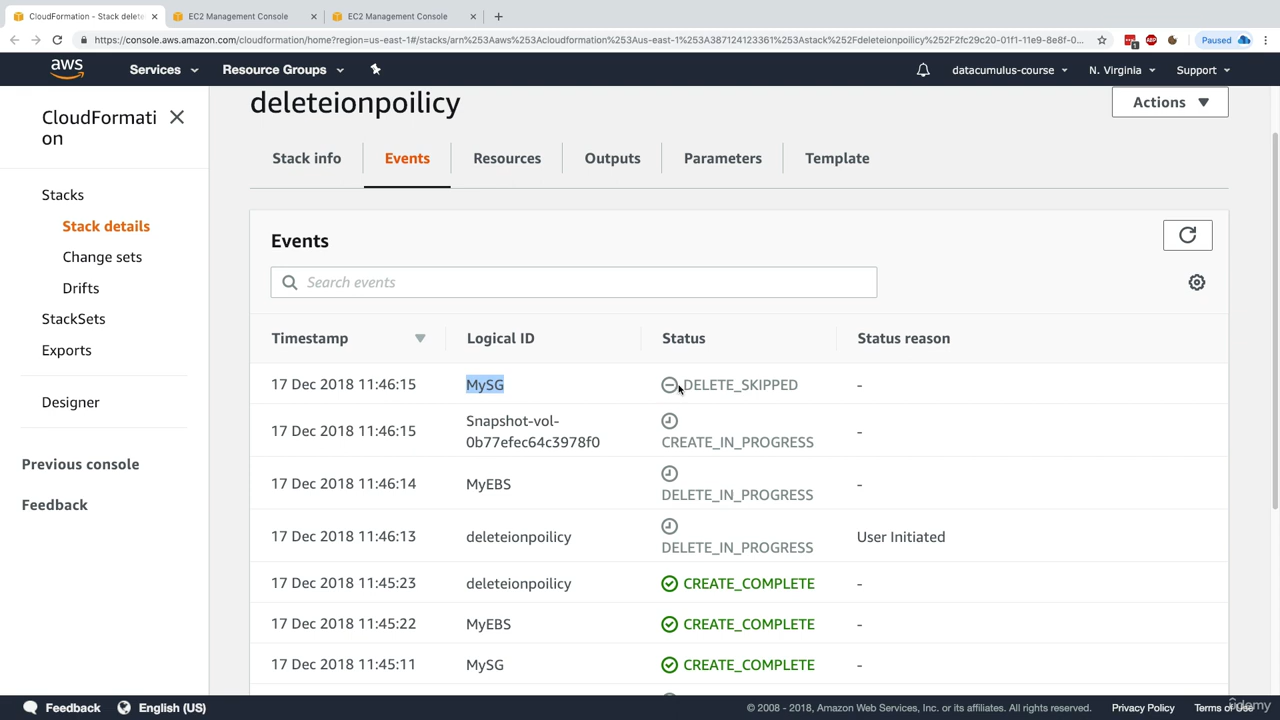 CloudFormation - Stack delete
EC2 Management Console
EC2 Management Console
https://console.aws.amazon.com/cloudformation/home?region=us-east-1#/stacks/arn%253Aaws%253Acloudformation%253Aus-east-1%253A387124123361%253Astack%252Fdeleteionpoilicy%252F2fc29c20-01f1-11e9-8e8f-0...
Paused
aws
Services
Resource Groups
datacumulus-course
N. Virginia
Support
CloudFormati
on
Stacks
Stack details
Change sets
Drifts
StackSets
Exports
Designer
Previous console
Feedback
deleteionpoilicy
Actions
Stack info
Events
Resources
Outputs
Parameters
Template
Events
Search events
Timestamp Logical ID Status Status reason
17 Dec 2018 11:46:15 MySG DELETE_SKIPPED -
17 Dec 2018 11:46:15 Snapshot-vol-
0b77efec64c3978f0 CREATE_IN_PROGRESS -
17 Dec 2018 11:46:14 MyEBS DELETE_IN_PROGRESS -
17 Dec 2018 11:46:13 deleteionpoilicy DELETE_IN_PROGRESS User Initiated
17 Dec 2018 11:45:23 deleteionpoilicy CREATE_COMPLETE -
17 Dec 2018 11:45:22 MyEBS CREATE_COMPLETE -
17 Dec 2018 11:45:11 MySG CREATE_COMPLETE -
Feedback
English (US)
© 2008 - 2018, Amazon Web Services, Inc. or its affiliates. All rights reserved.
Privacy Policy
Terms of Use
udemy